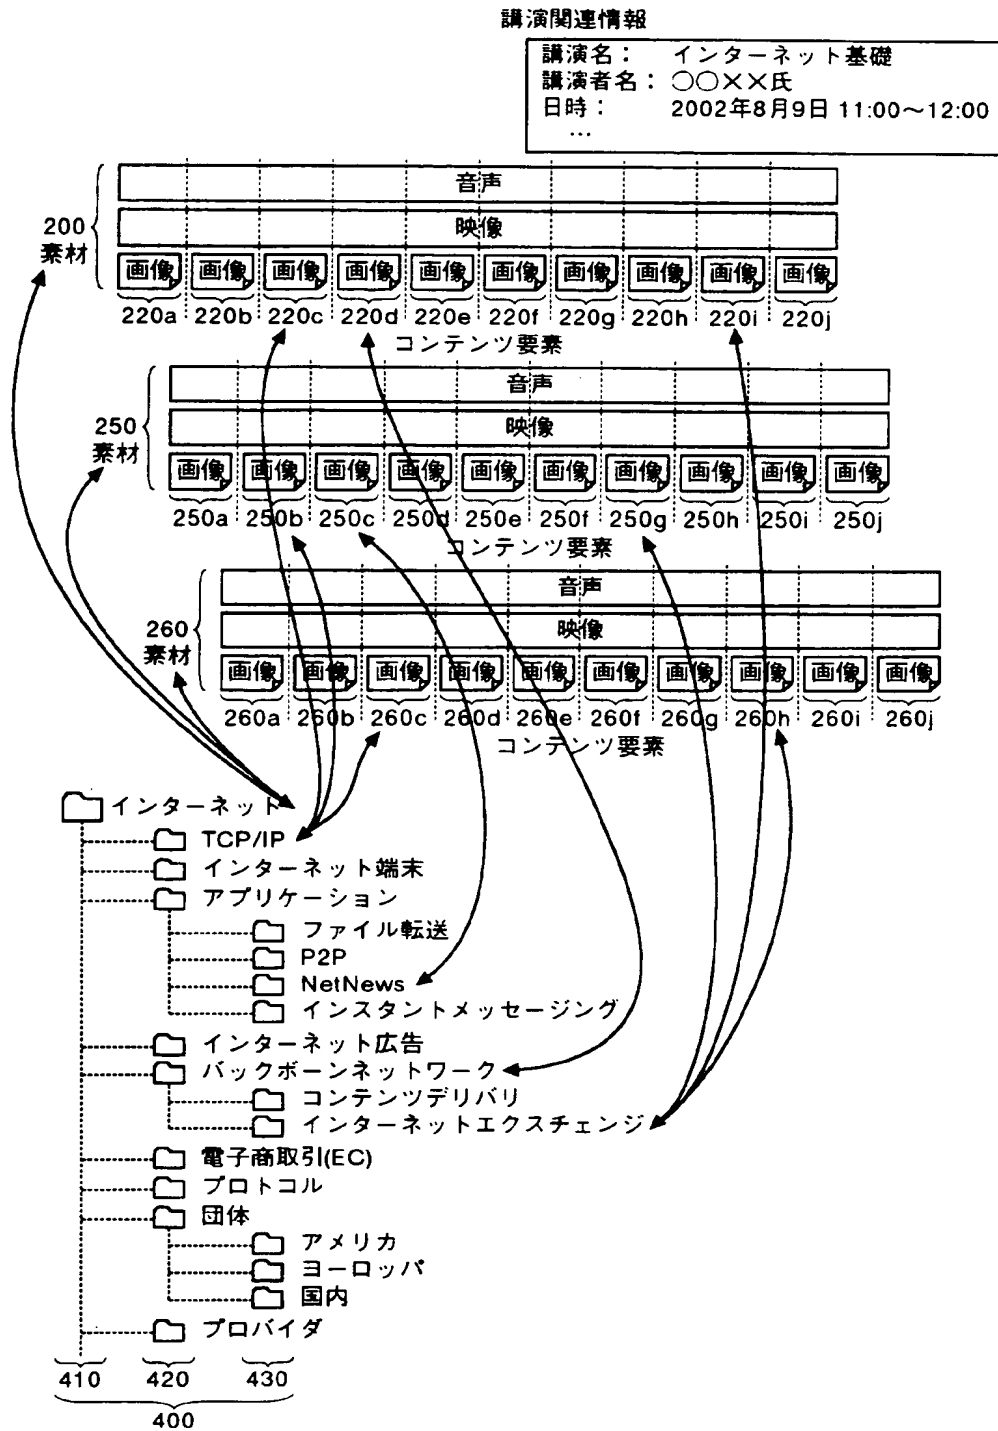 講演関連情報
講演名： インターネット基礎
講演者名：○○××氏
日時： 2002年8月9日 11:00～12:00
…
音声
映像
200
素材
画像 画像 画像 画像 画像 画像 画像 画像 画像 画像
220a 220b 220c 220d 220e 220f 220g 220h 220i 220j
コンテンツ要素
音声
映像
250
素材
画像 画像 画像 画像 画像 画像 画像 画像 画像 画像
250a 250b 250c 250d 250e 250f 250g 250h 250i 250j
コンテンツ要素
音声
映像
260
素材
画像 画像 画像 画像 画像 画像 画像 画像 画像 画像
260a 260b 260c 260d 260e 260f 260g 260h 260i 260j
コンテンツ要素
インターネット
TCP/IP
インターネット端末
アプリケーション
ファイル転送
P2P
NetNews
インスタントメッセージング
インターネット広告
バックボーンネットワーク
コンテンツデリバリ
インターネットエクスチェンジ
電子商取引(EC)
プロトコル
団体
アメリカ
ヨーロッパ
国内
プロバイダ
410 420 430
400